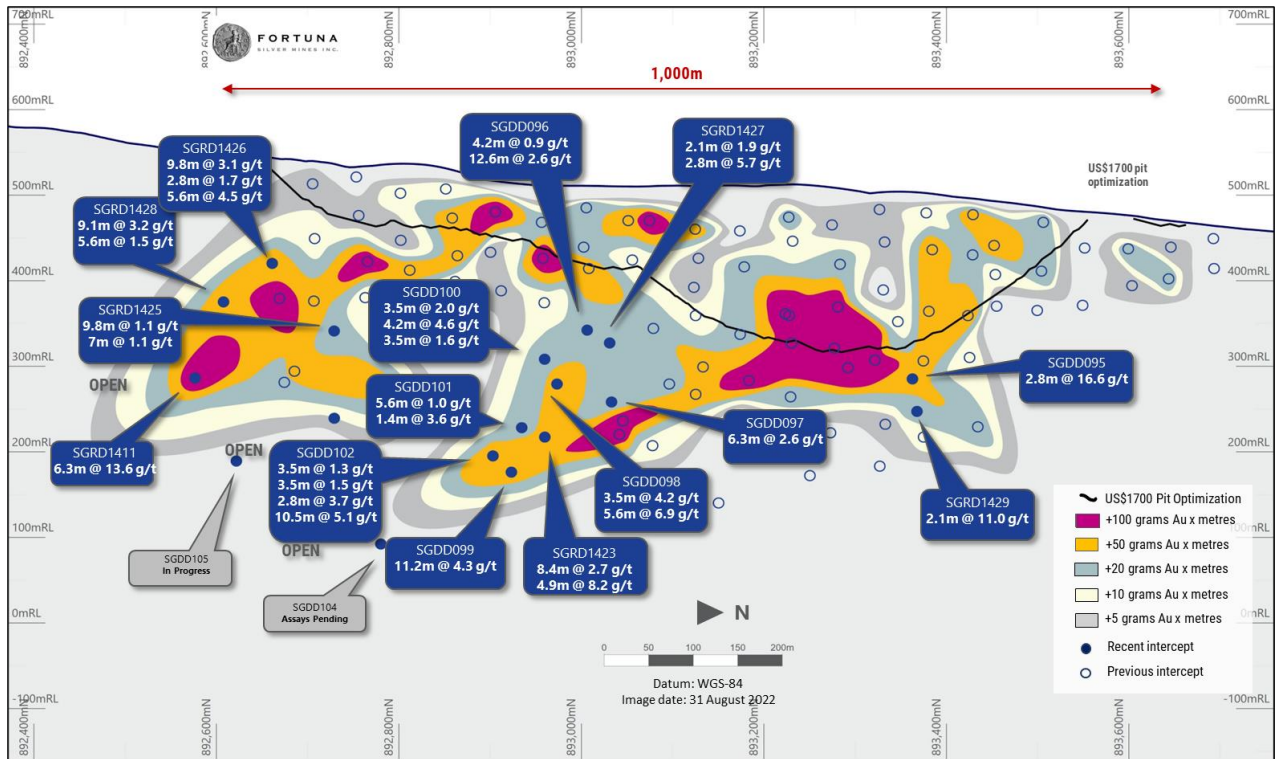 700mRL
700mRL
892,400mN
892,600mN
892,800mN
893,000mN
893,200mN
893,400mN
893,600mN
FORTUNA
SILVER MINES INC.
1,000m
600mRL
600mRL
SGRD1426
9.8m @ 3.1 g/t
2.8m @ 1.7 g/t
5.6m @ 4.5 g/t
SGDD096
4.2m @ 0.9 g/t
12.6m @ 2.6 g/t
SGRD1427
2.1m @ 1.9 g/t
2.8m @ 5.7 g/t
US$1700 pit
optimization
500mRL
500mRL
SGRD1428
9.1m @ 3.2 g/t
5.6m @ 1.5 g/t
400mRL
400mRL
SGRD1425
9.8m @ 1.1 g/t
7m @ 1.1 g/t
SGDD100
3.5m @ 2.0 g/t
4.2m @ 4.6 g/t
3.5m @ 1.6 g/t
300mRL
300mRL
OPEN
SGDD101
5.6m @ 1.0 g/t
1.4m @ 3.6 g/t
SGDD095
2.8m @ 16.6 g/t
SGDD097
6.3m @ 2.6 g/t
200mRL
200mRL
SGRD1411
6.3m @ 13.6 g/t
OPEN
SGDD102
3.5m @ 1.3 g/t
3.5m @ 1.5 g/t
2.8m @ 3.7 g/t
10.5m @ 5.1 g/t
SGDD098
3.5m @ 4.2 g/t
5.6m @ 6.9 g/t
SGRD1429
2.1m @ 11.0 g/t
100mRL
100mRL
OPEN
SGDD099
11.2m @ 4.3 g/t
SGRD1423
8.4m @ 2.7 g/t
4.9m @ 8.2 g/t
SGDD105
In Progress
SGDD104
Assays Pending
0mRL
0mRL
N
0 50 100 150 200m
Datum: WGS-84
Image date: 31 August 2022
US$1700 Pit Optimization
+100 grams Au x metres
+50 grams Au x metres
+20 grams Au x metres
+10 grams Au x metres
+5 grams Au x metres
Recent intercept
Previous intercept
-100mRL
-100mRL
892,400mN
892,600mN
892,800mN
893,000mN
893,200mN
893,400mN
893,600mN